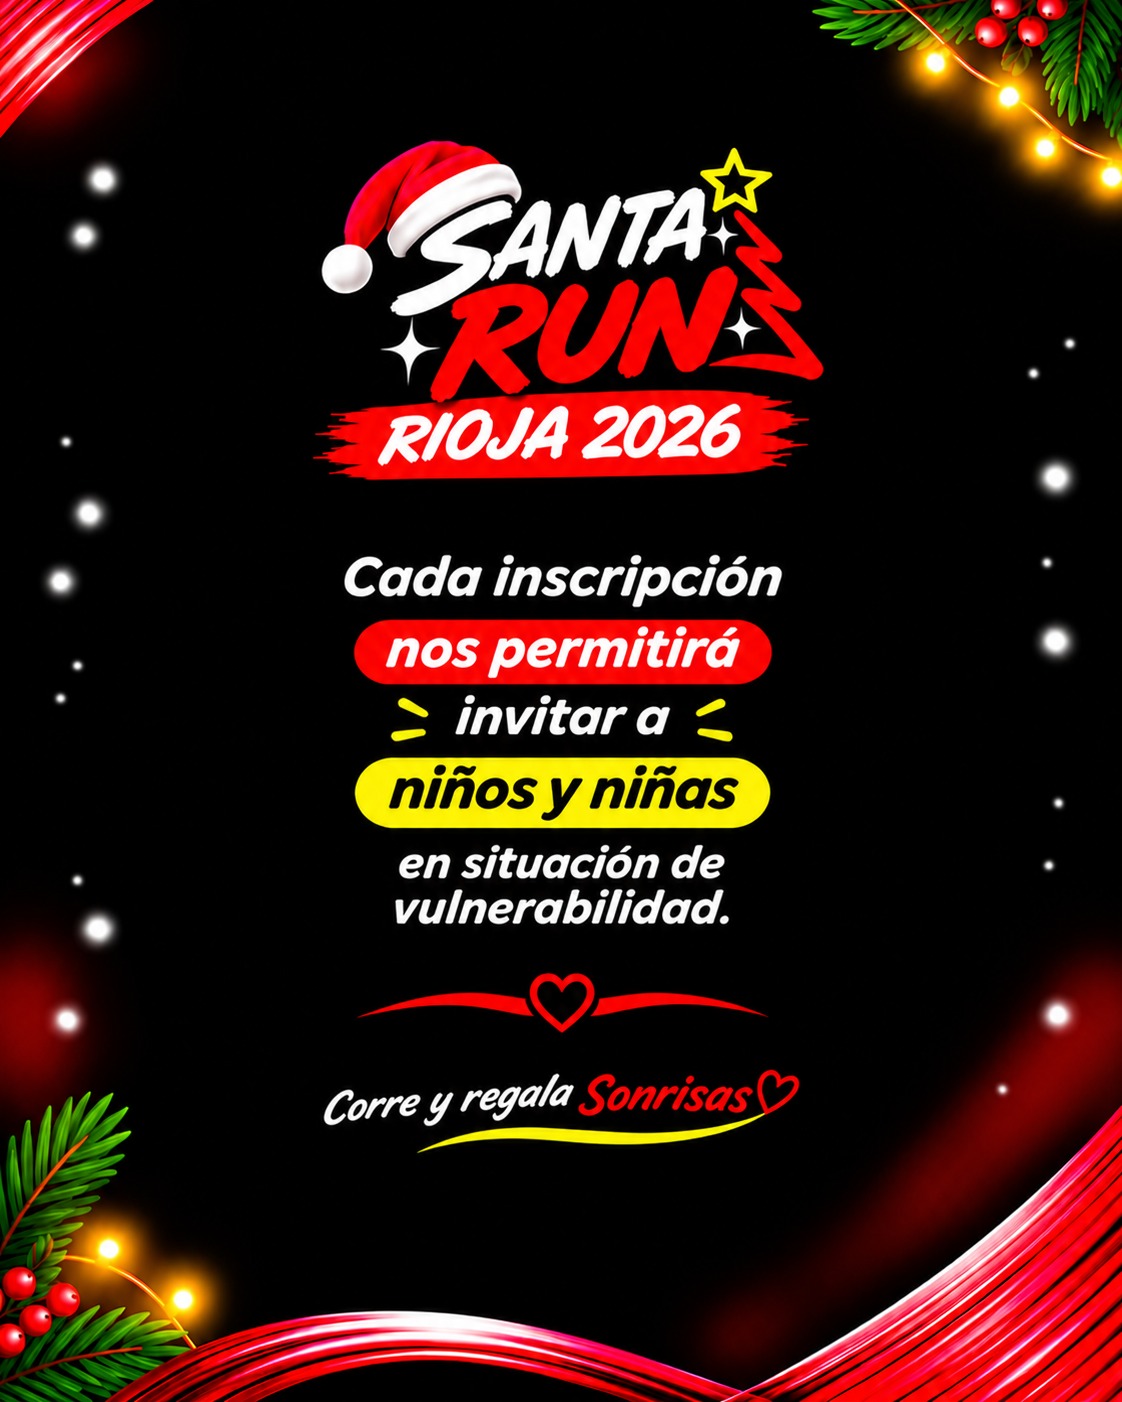 SANTA
RUN
RIOJA 2026
Cada inscripción
nos permitirá
invitar a
niños y niñas
en situación de
vulnerabilidad.
Corre y regala Sonrisas